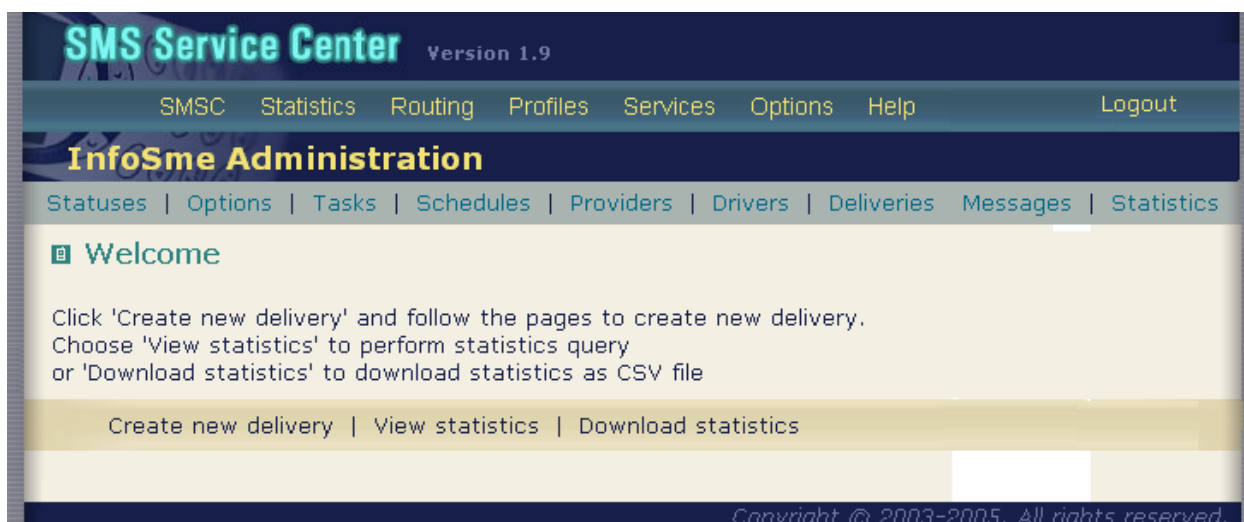 SMS Service Center Version 1.9
SMSC Statistics Routing Profiles Services Options Help Logout
InfoSme Administration
Statuses | Options | Tasks | Schedules | Providers | Drivers | Deliveries Messages | Statistics
Welcome
Click 'Create new delivery' and follow the pages to create new delivery.
Choose 'View statistics' to perform statistics query
or 'Download statistics' to download statistics as CSV file
Create new delivery | View statistics | Download statistics
Copyright © 2003-2005. All rights reserved.